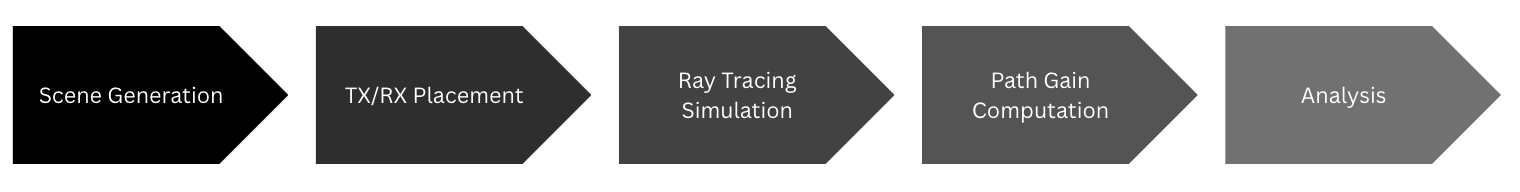 Scene Generation
TX/RX Placement
Ray Tracing
Simulation
Path Gain
Computation
Analysis